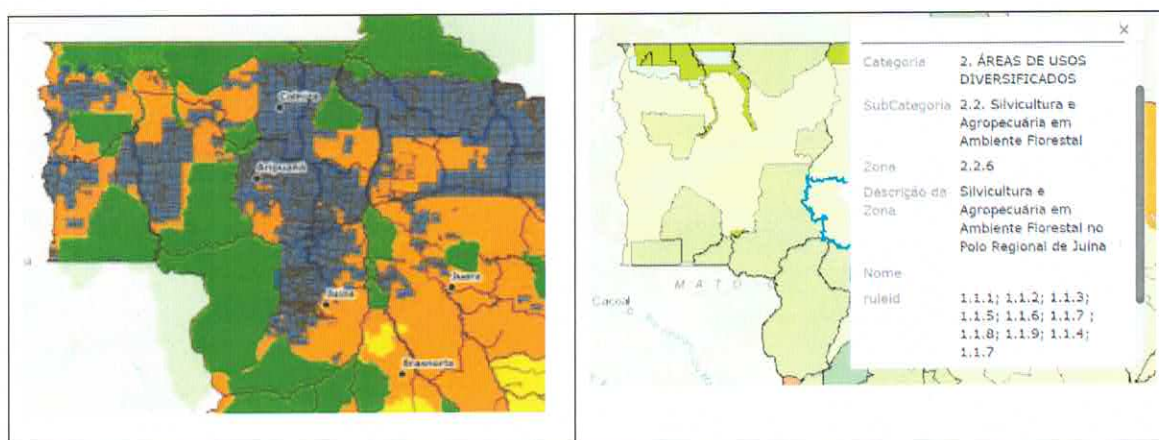 Cotriguaçu
Aripuanã
Juína
Juara
Brasnorte
Cacoal
M A T O
Categoria 2. ÁREAS DE USOS
DIVERSIFICADOS
SubCategoria 2.2. Silvicultura e
Agropecuária em
Ambiente Florestal
Zona 2.2.6
Descrição da Silvicultura e
Zona Agropecuária em
Ambiente Florestal no
Polo Regional de Juína
Nome
ruleid 1.1.1; 1.1.2; 1.1.3;
1.1.5; 1.1.6; 1.1.7 ;
1.1.8; 1.1.9; 1.1.4;
1.1.7